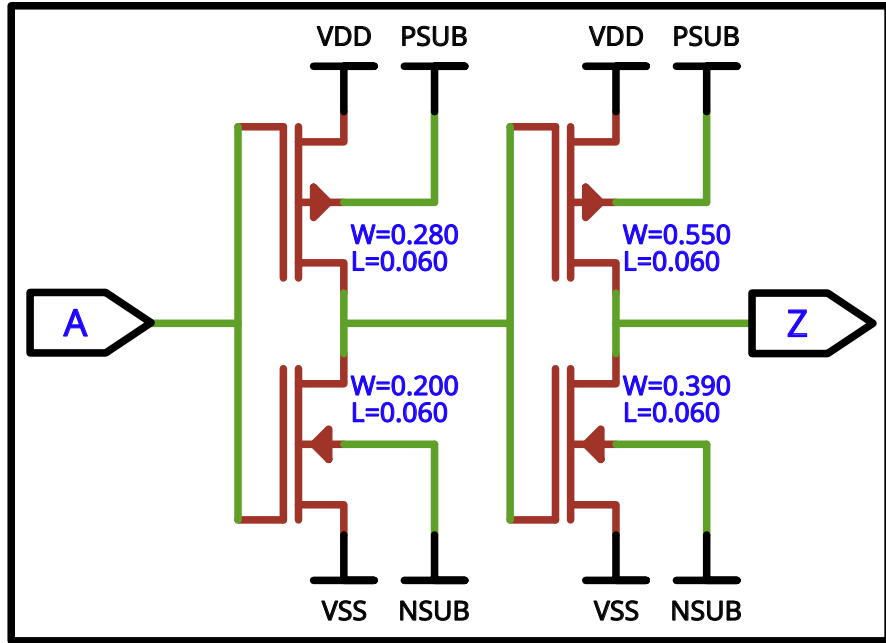 VDD PSUB VDD PSUB
W=0.280 W=0.550
L=0.060 L=0.060
A Z
W=0.200 W=0.390
L=0.060 L=0.060
VSS NSUB VSS NSUB